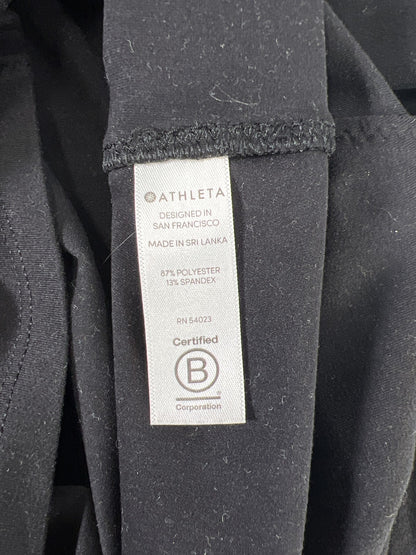 ATHLETA
DESIGNED IN
SAN FRANCISCO
MADE IN SRI LANKA
87% POLYESTER
13% SPANDEX
RN 54023
Certified
B
Corporation